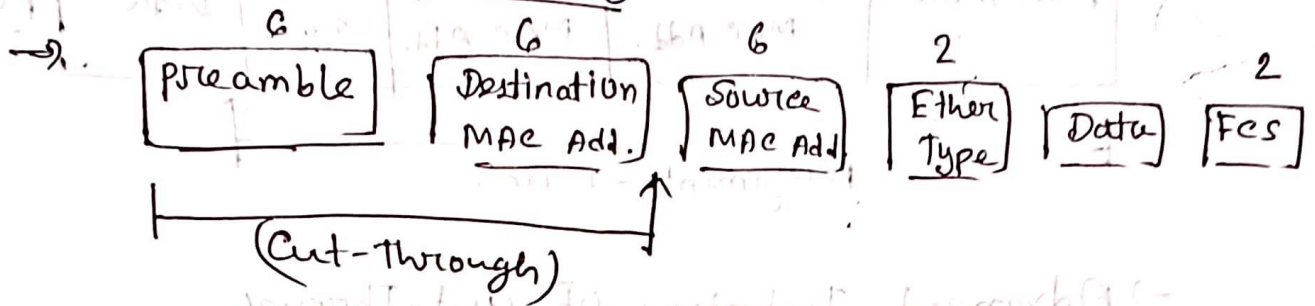 6 6 6 2 2
→ Preamble Destination MAC Add. Source MAC Add Ether Type Data FCS
(Cut-Through)